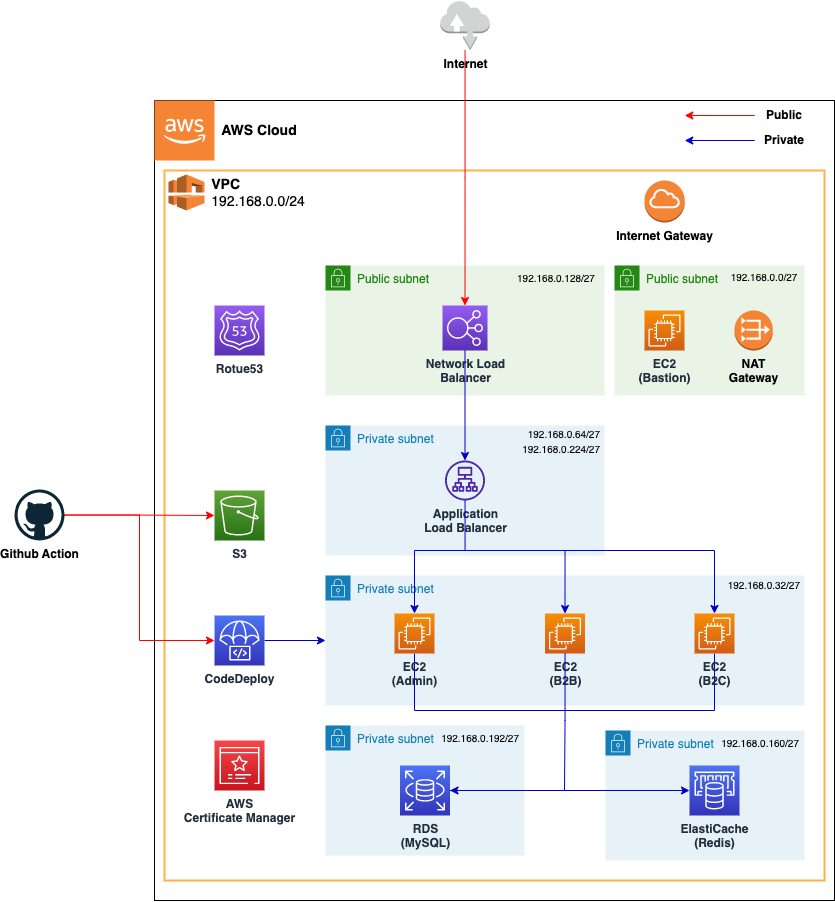 Internet
aws
AWS Cloud
Public
Private
VPC
192.168.0.0/24
Internet Gateway
Public subnet
192.168.0.128/27
Public subnet
192.168.0.0/27
53
Rotue53
Network Load
Balancer
EC2
(Bastion)
NAT
Gateway
Private subnet
192.168.0.64/27
192.168.0.224/27
Application
Load Balancer
Github Action
S3
Private subnet
192.168.0.32/27
CodeDeploy
EC2
(Admin)
EC2
(B2B)
EC2
(B2C)
Private subnet
192.168.0.192/27
Private subnet
192.168.0.160/27
AWS
Certificate Manager
RDS
(MySQL)
ElastiCache
(Redis)